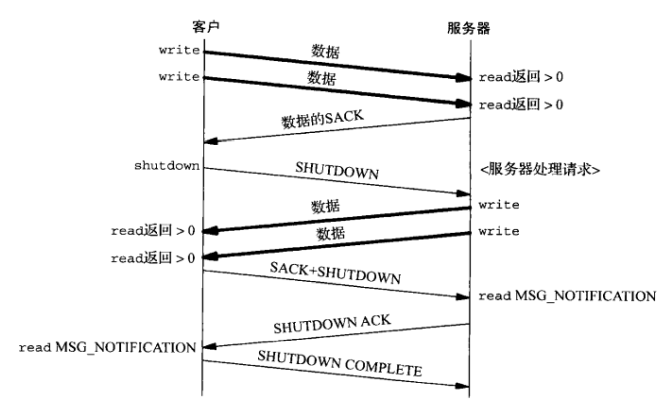 客户
服务器
write
数据
write
数据
read返回 > 0
read返回 > 0
数据的SACK
shutdown
SHUTDOWN
<服务器处理请求>
数据
write
read返回 > 0
数据
write
read返回 > 0
SACK+SHUTDOWN
read MSG_NOTIFICATION
SHUTDOWN ACK
read MSG_NOTIFICATION
SHUTDOWN COMPLETE